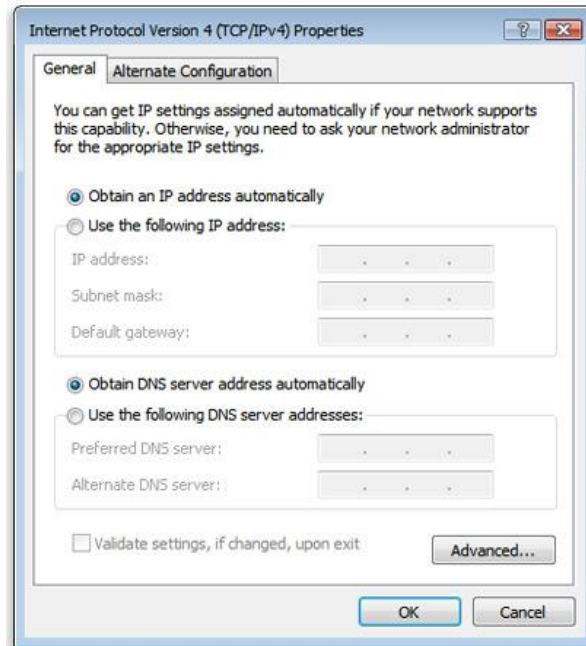 Internet Protocol Version 4 (TCP/IPv4) Properties
General
Alternate Configuration
You can get IP settings assigned automatically if your network supports
this capability. Otherwise, you need to ask your network administrator
for the appropriate IP settings.
Obtain an IP address automatically
Use the following IP address:
IP address:
Subnet mask:
Default gateway:
Obtain DNS server address automatically
Use the following DNS server addresses:
Preferred DNS server:
Alternate DNS server:
Validate settings, if changed, upon exit
Advanced...
OK
Cancel